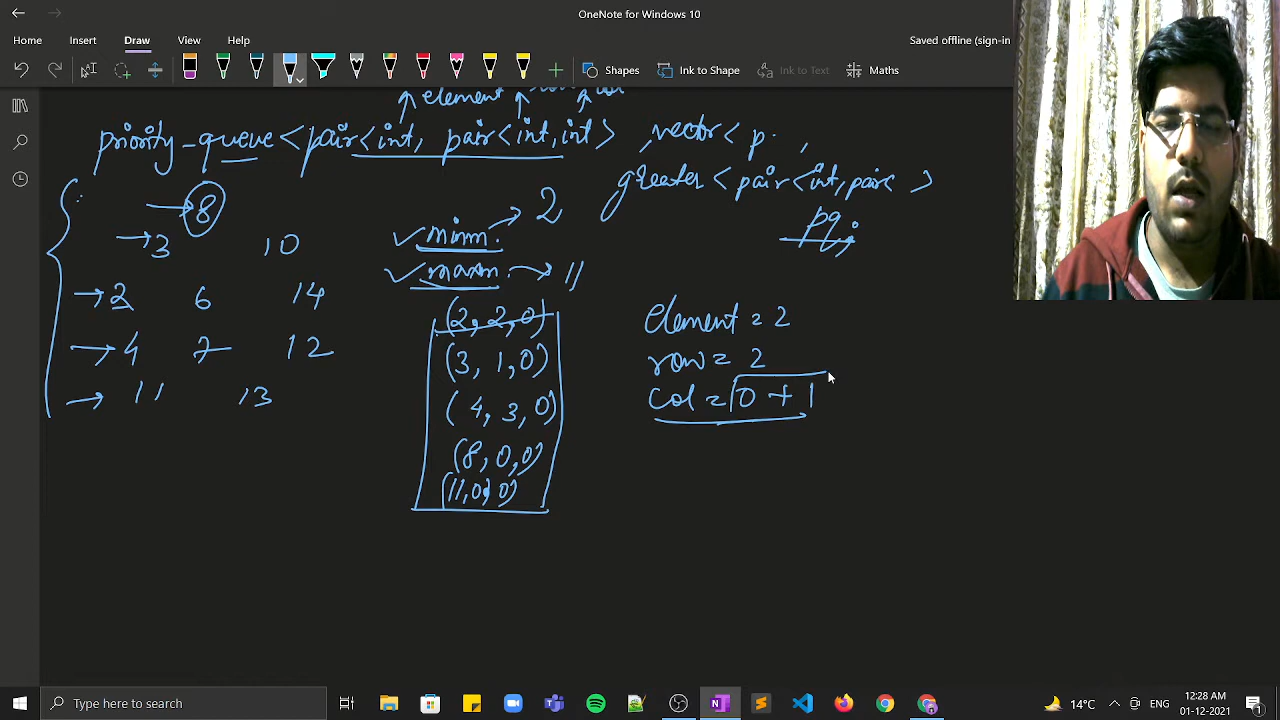 OneNote for Windows 10
Home Insert Draw View Help
Saved offline (sign-in
Shapes Ink to Shape Ink to Text Maths
element
priority_queue <pair<int, pair<int,int> , vector< p. ,
greater < pair<int, pair< >
pq;
8
3 10
2 6 14
4 7 12
11 13
minm. → 2
maxm. → 11
(2, 2, 0)
(3, 1, 0)
(4, 3, 0)
(8, 0, 0)
(11, 0, 0)
element = 2
row = 2
col = 0 + 1
Type here to search
14°C ENG 12:28 AM
01-12-2021